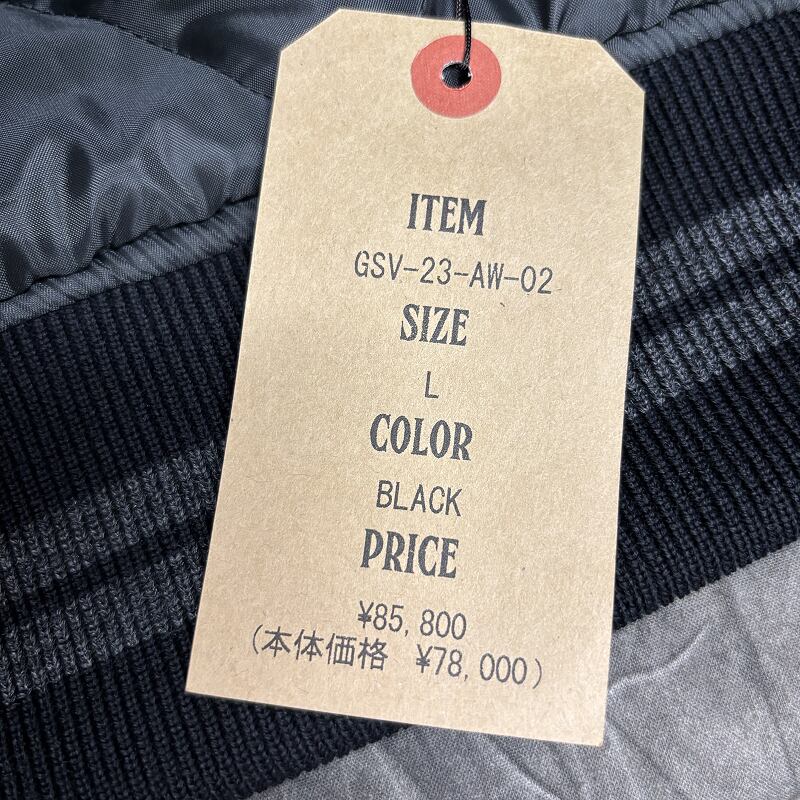 ITEM
GSV-23-AW-02
SIZE
L
COLOR
BLACK
PRICE
¥85,800
(本体価格 ¥78,000)